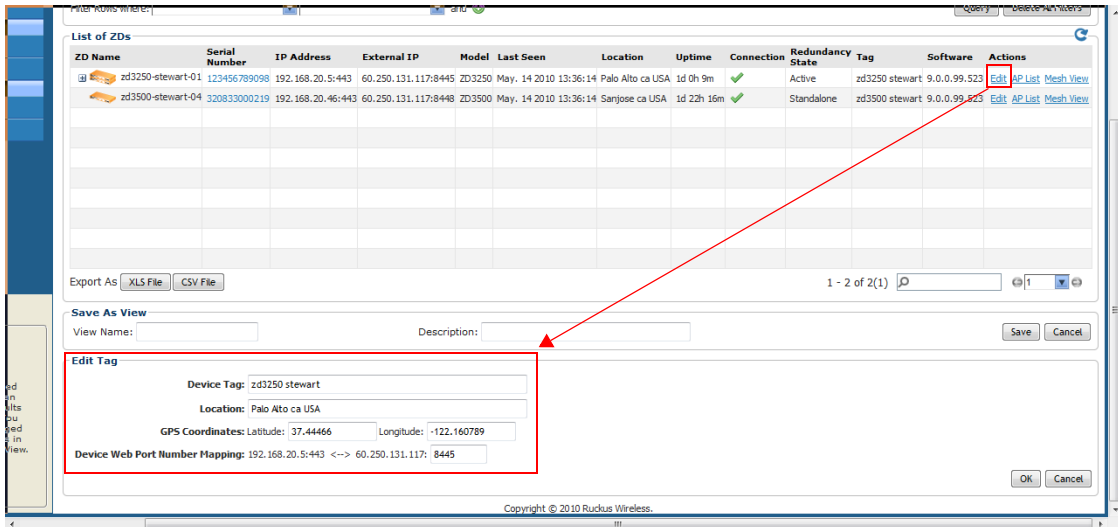 Filter Rows where: and Query Delete All Filters
List of ZDs
ZD Name Serial Number IP Address External IP Model Last Seen Location Uptime Connection Redundancy State Tag Software Actions
zd3250-stewart-01 123456789098 192.168.20.5:443 60.250.131.117:8445 ZD3250 May. 14 2010 13:36:14 Palo Alto ca USA 1d 0h 9m Active zd3250 stewart 9.0.0.99.523 Edit AP List Mesh View
zd3500-stewart-04 320833000219 192.168.20.46:443 60.250.131.117:8448 ZD3500 May. 14 2010 13:36:14 Sanjose ca USA 1d 22h 16m Standalone zd3500 stewart 9.0.0.99.523 Edit AP List Mesh View
Export As XLS File CSV File 1 - 2 of 2(1) 1
Save As View
View Name: Description: Save Cancel
Edit Tag
Device Tag: zd3250 stewart
Location: Palo Alto ca USA
GPS Coordinates: Latitude: 37.44466 Longitude: -122.160789
Device Web Port Number Mapping: 192.168.20.5:443 <--> 60.250.131.117: 8445
OK Cancel
Copyright © 2010 Ruckus Wireless.
in
View.